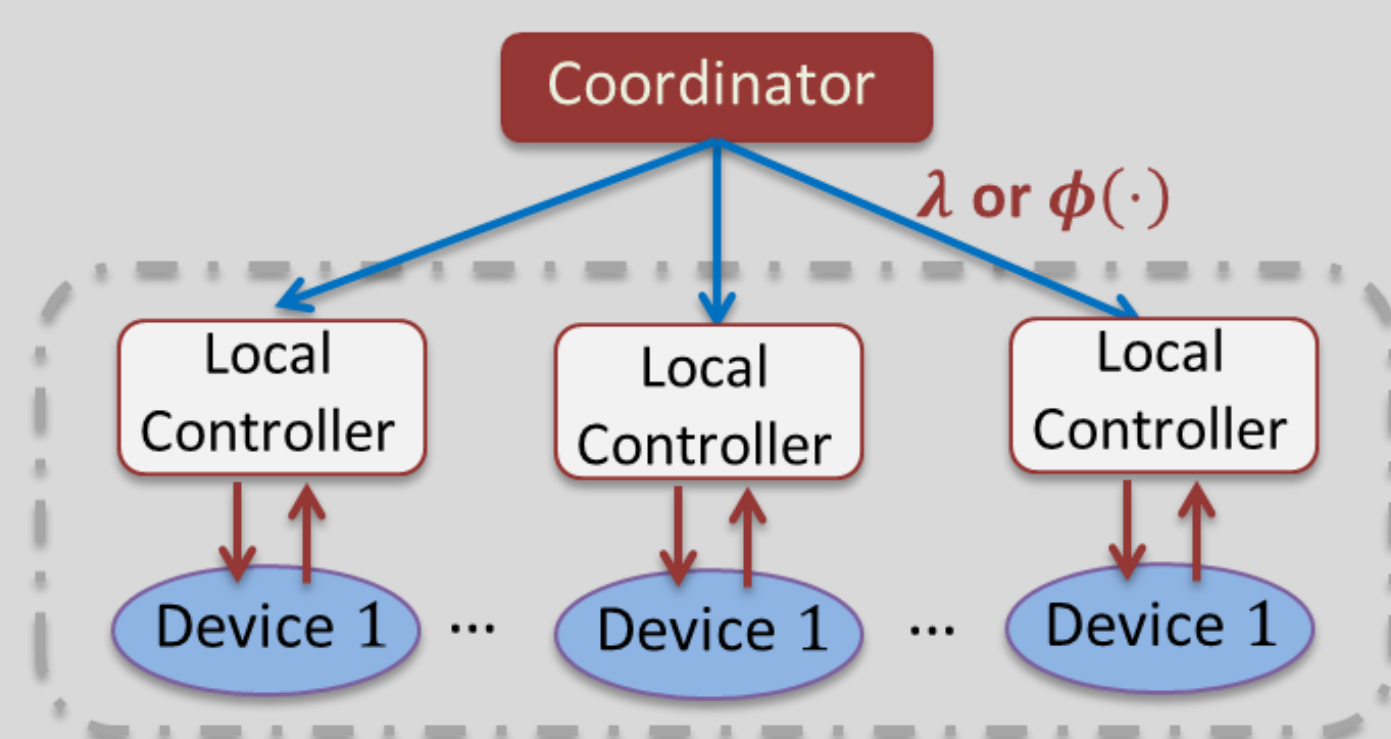 Coordinator
λ or ϕ(·)
Local
Controller
Local
Controller
Local
Controller
Device 1
...
Device 1
...
Device 1